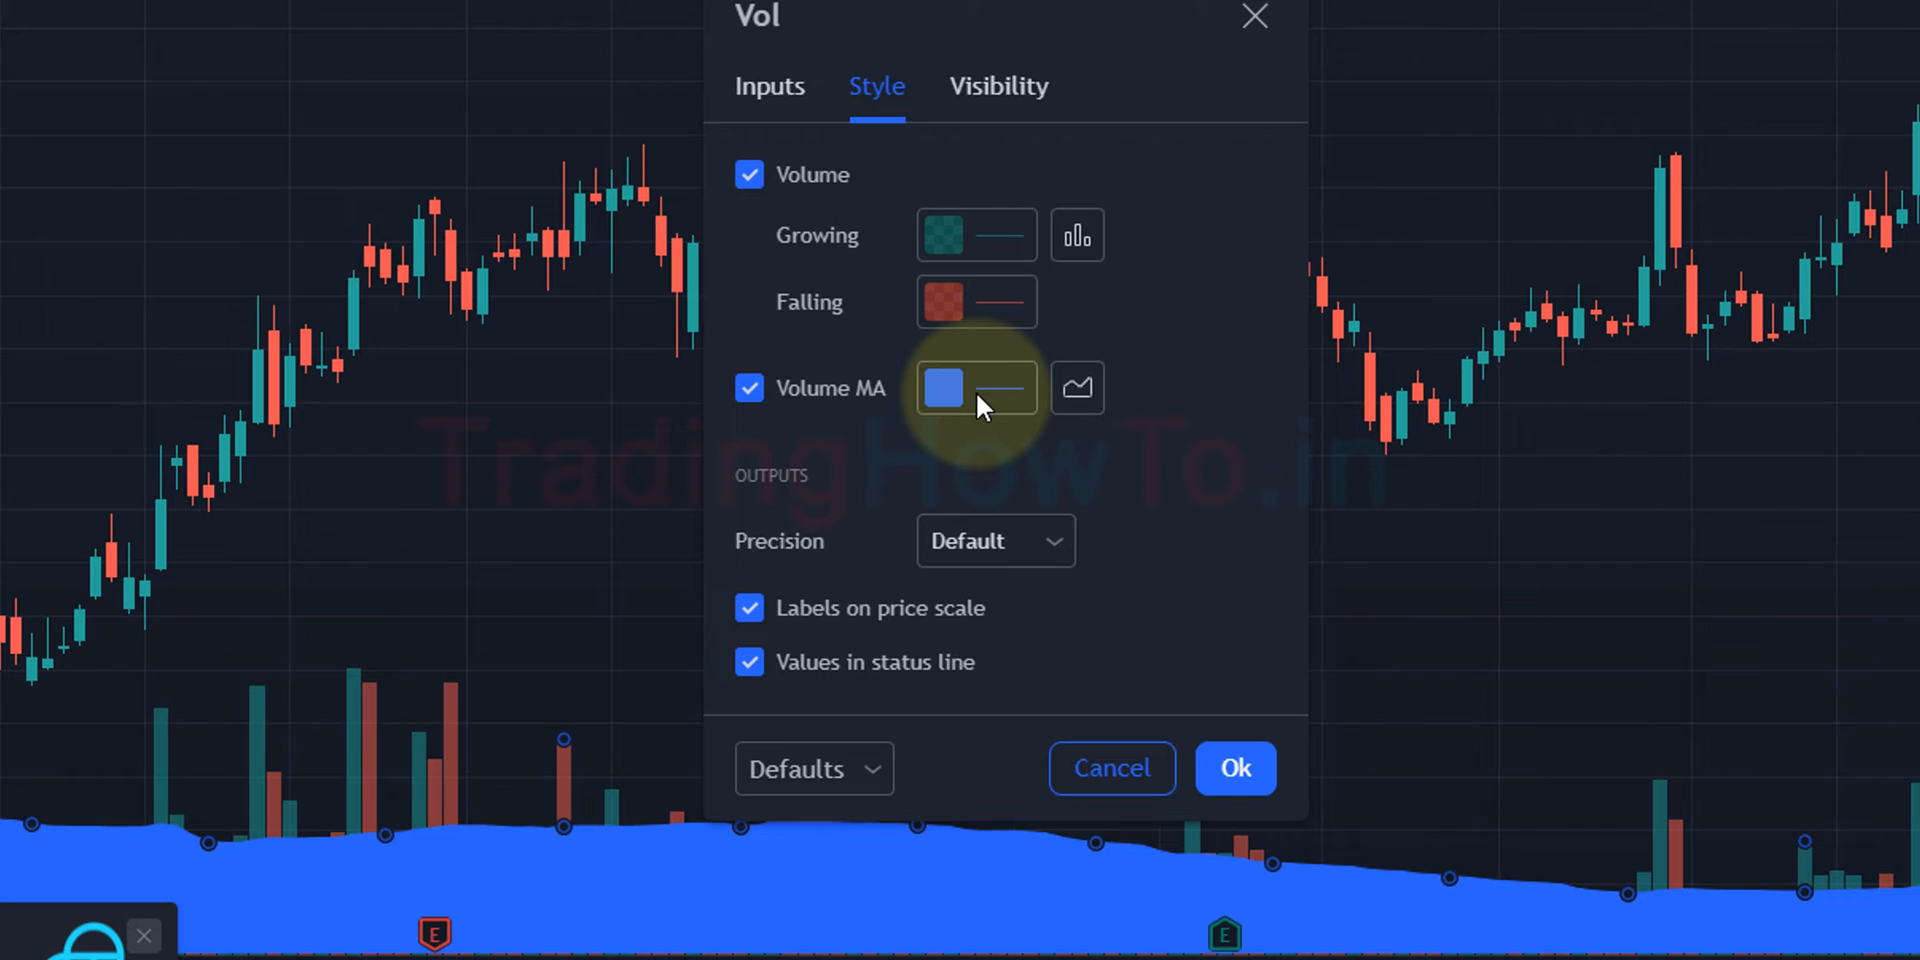 Vol
Inputs Style Visibility
Volume
Growing
Falling
Volume MA
TradingHowTo.in
OUTPUTS
Precision Default
Labels on price scale
Values in status line
Defaults Cancel Ok
E E